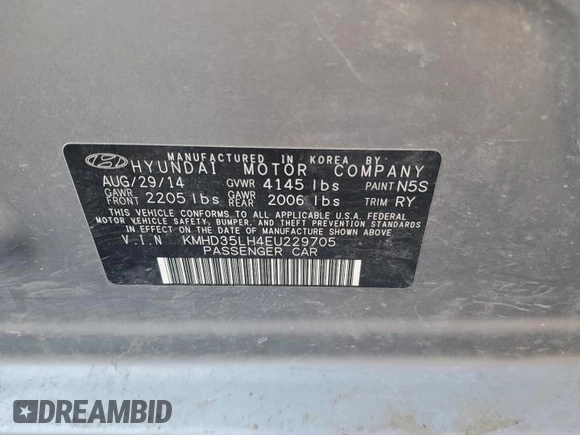 MANUFACTURED IN KOREA BY
HYUNDAI MOTOR COMPANY
AUG/29/14 GVWR 4145 lbs PAINT N5S
GAWR FRONT 2205 lbs GAWR REAR 2006 lbs TRIM RY
THIS VEHICLE CONFORMS TO ALL APPLICABLE U.S.A. FEDERAL
MOTOR VEHICLE SAFETY, BUMPER, AND THEFT PREVENTION STANDARDS
IN EFFECT ON THE DATE OF MANUFACTURE SHOWN ABOVE.
V.I.N KMHD35LH4EU229705
PASSENGER CAR
DREAMBID